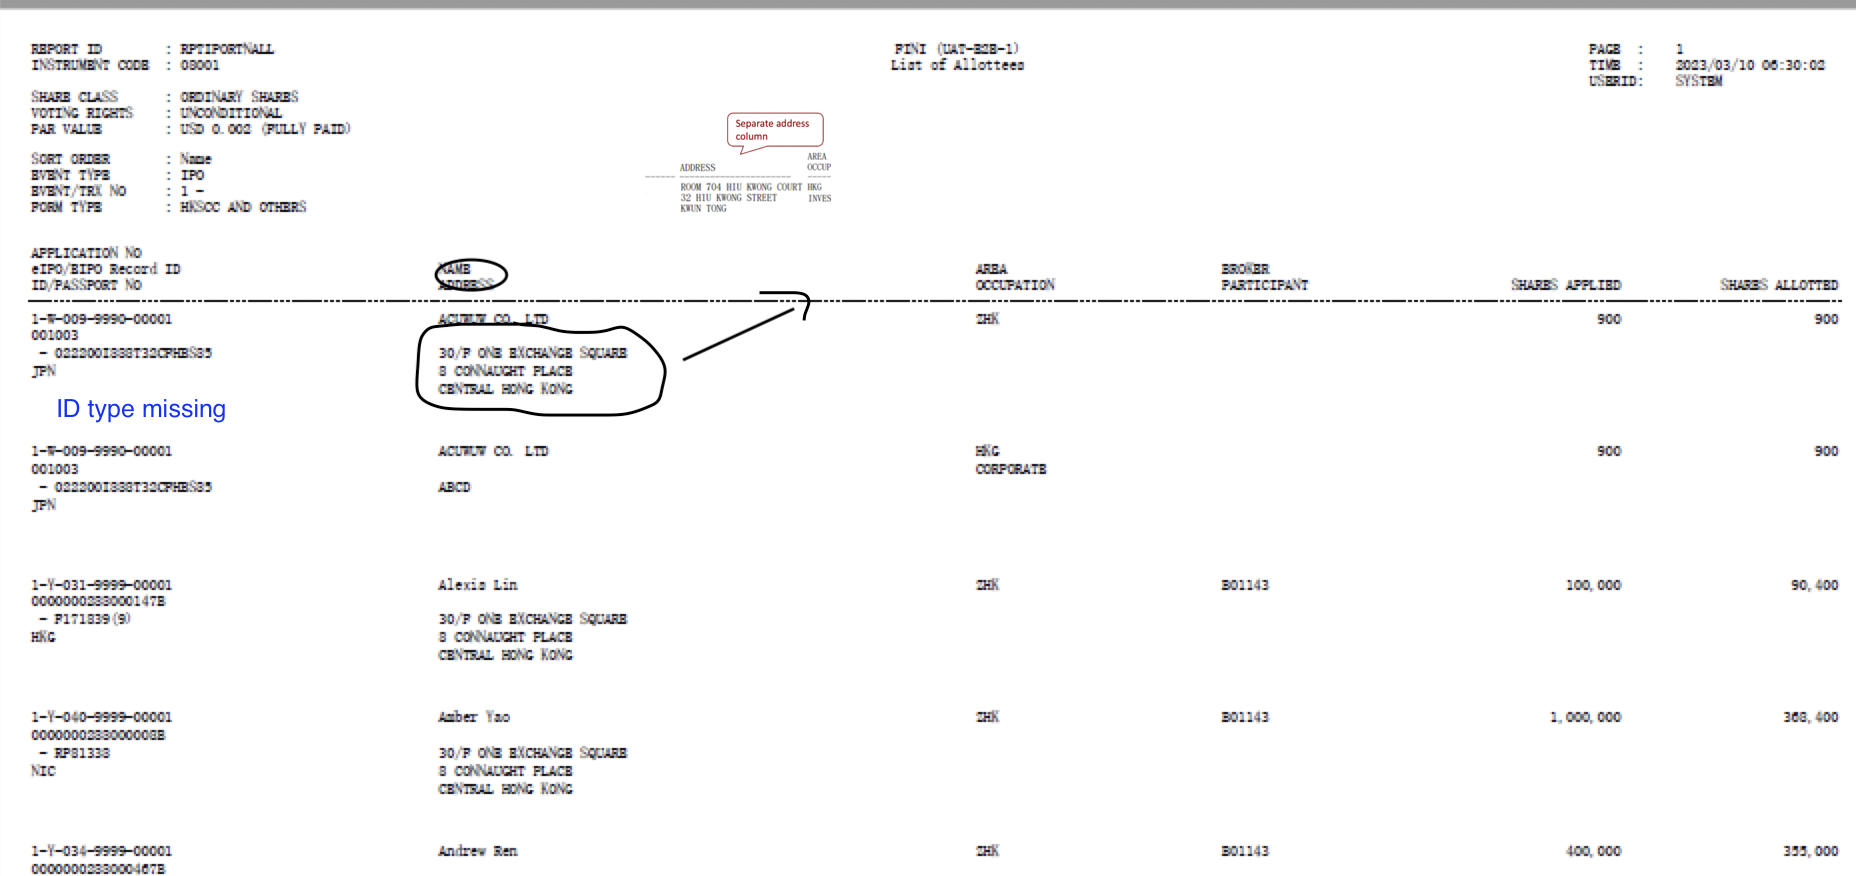 REPORT ID : RPTIPORTNALL
FINI (UAT-B2B-1)
PAGE : 1
INSTRUMENT CODE : 08001
List of Allottees
TIME : 2023/03/10 06:30:02
USERID: SYSTEM
SHARE CLASS : ORDINARY SHARES
VOTING RIGHTS : UNCONDITIONAL
PAR VALUE : USD 0.002 (FULLY PAID)
Separate address
column
SORT ORDER : Name
EVENT TYPE : IPO
EVENT/TRX NO : 1 -
FORM TYPE : HKSCC AND OTHERS
AREA
ADDRESS OCCUP
ROOM 704 HIU KWONG COURT HKG
32 HIU KWONG STREET INVES
KWUN TONG
APPLICATION NO
eIPO/EIPO Record ID NAME AREA BROKER
ID/PASSPORT NO ADDRESS OCCUPATION PARTICIPANT SHARES APPLIED SHARES ALLOTTED
1-W-009-9990-00001 ACUWUW CO. LTD ZHK 900 900
001003
- 022200I888T32CFHBS85 30/F ONE EXCHANGE SQUARE
JPN 8 CONNAUGHT PLACE
CENTRAL HONG KONG
ID type missing
1-W-009-9990-00001 ACUWUW CO. LTD HKG 900 900
001003 CORPORATE
- 022200I888T32CFHBS85 ABCD
JPN
1-Y-031-9999-00001 Alexis Lin ZHK B01143 100,000 90,400
0000000288000147B
- P171839(9) 30/F ONE EXCHANGE SQUARE
HKG 8 CONNAUGHT PLACE
CENTRAL HONG KONG
1-Y-040-9999-00001 Amber Yao ZHK B01143 1,000,000 368,400
0000000288000008B
- RP81338 30/F ONE EXCHANGE SQUARE
NIC 8 CONNAUGHT PLACE
CENTRAL HONG KONG
1-Y-034-9999-00001 Andrew Ren ZHK B01143 400,000 355,000
0000000288000467B